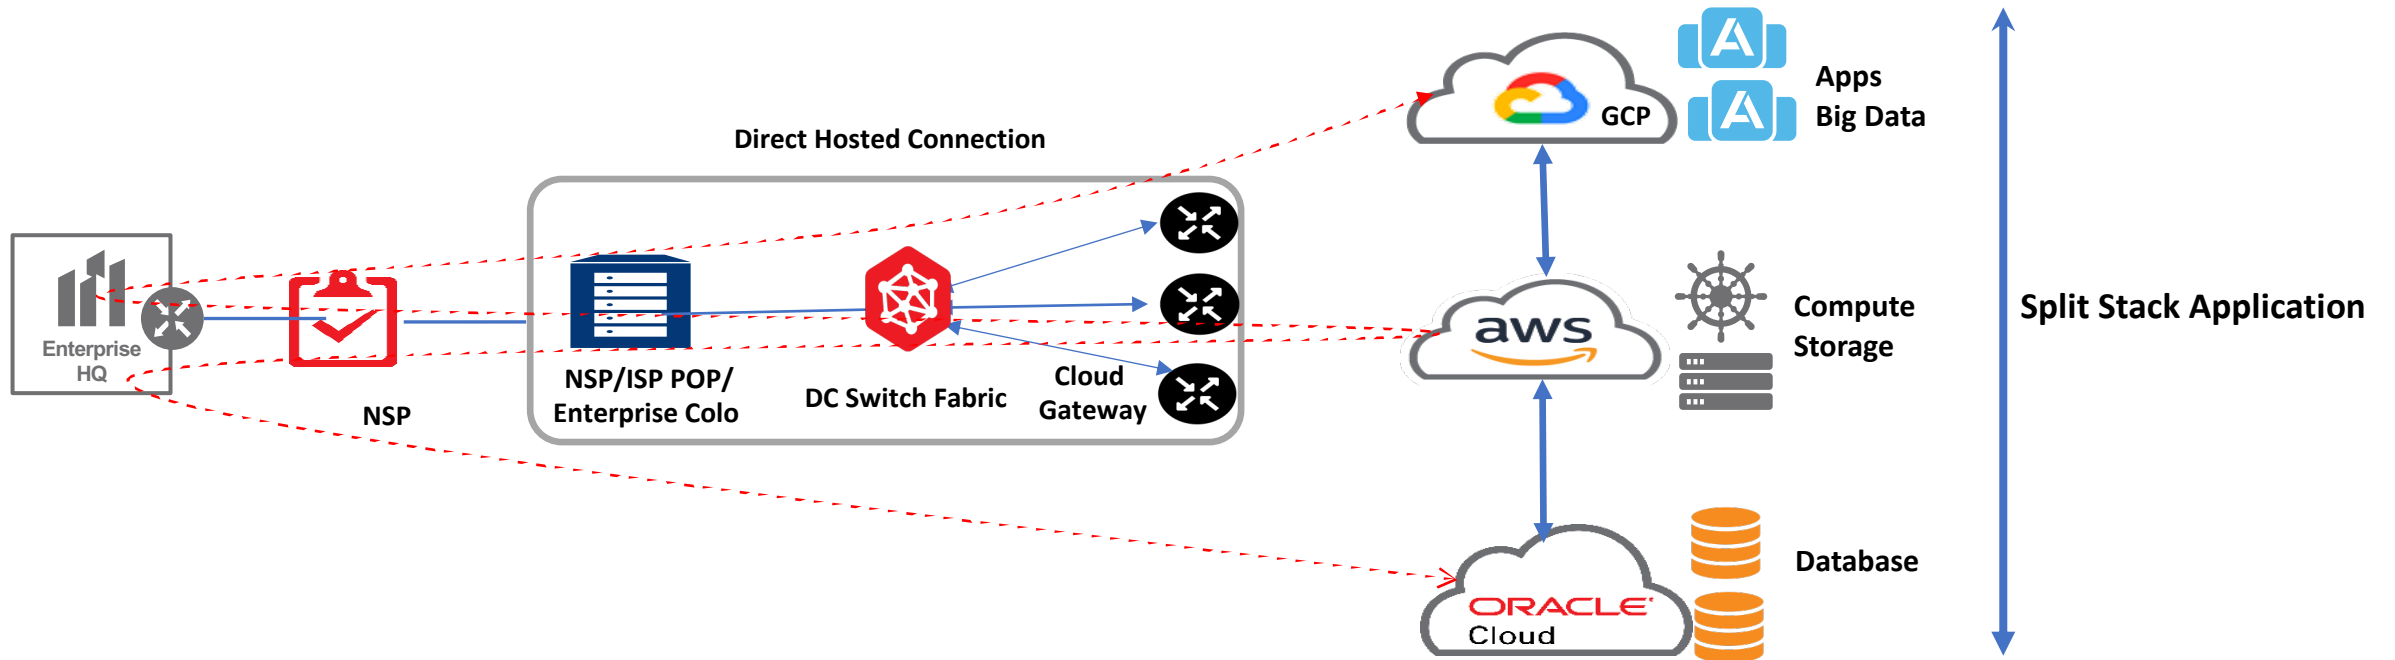 Direct Hosted Connection
Enterprise
HQ
NSP
NSP/ISP POP/
Enterprise Colo
DC Switch Fabric
Cloud
Gateway
GCP
Apps
Big Data
aws
Compute
Storage
ORACLE
Cloud
Database
Split Stack Application